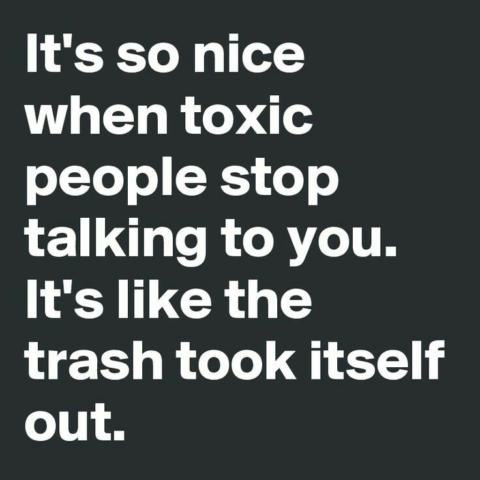 It's so nice
when toxic
people stop
talking to you.
It's like the
trash took itself
out.